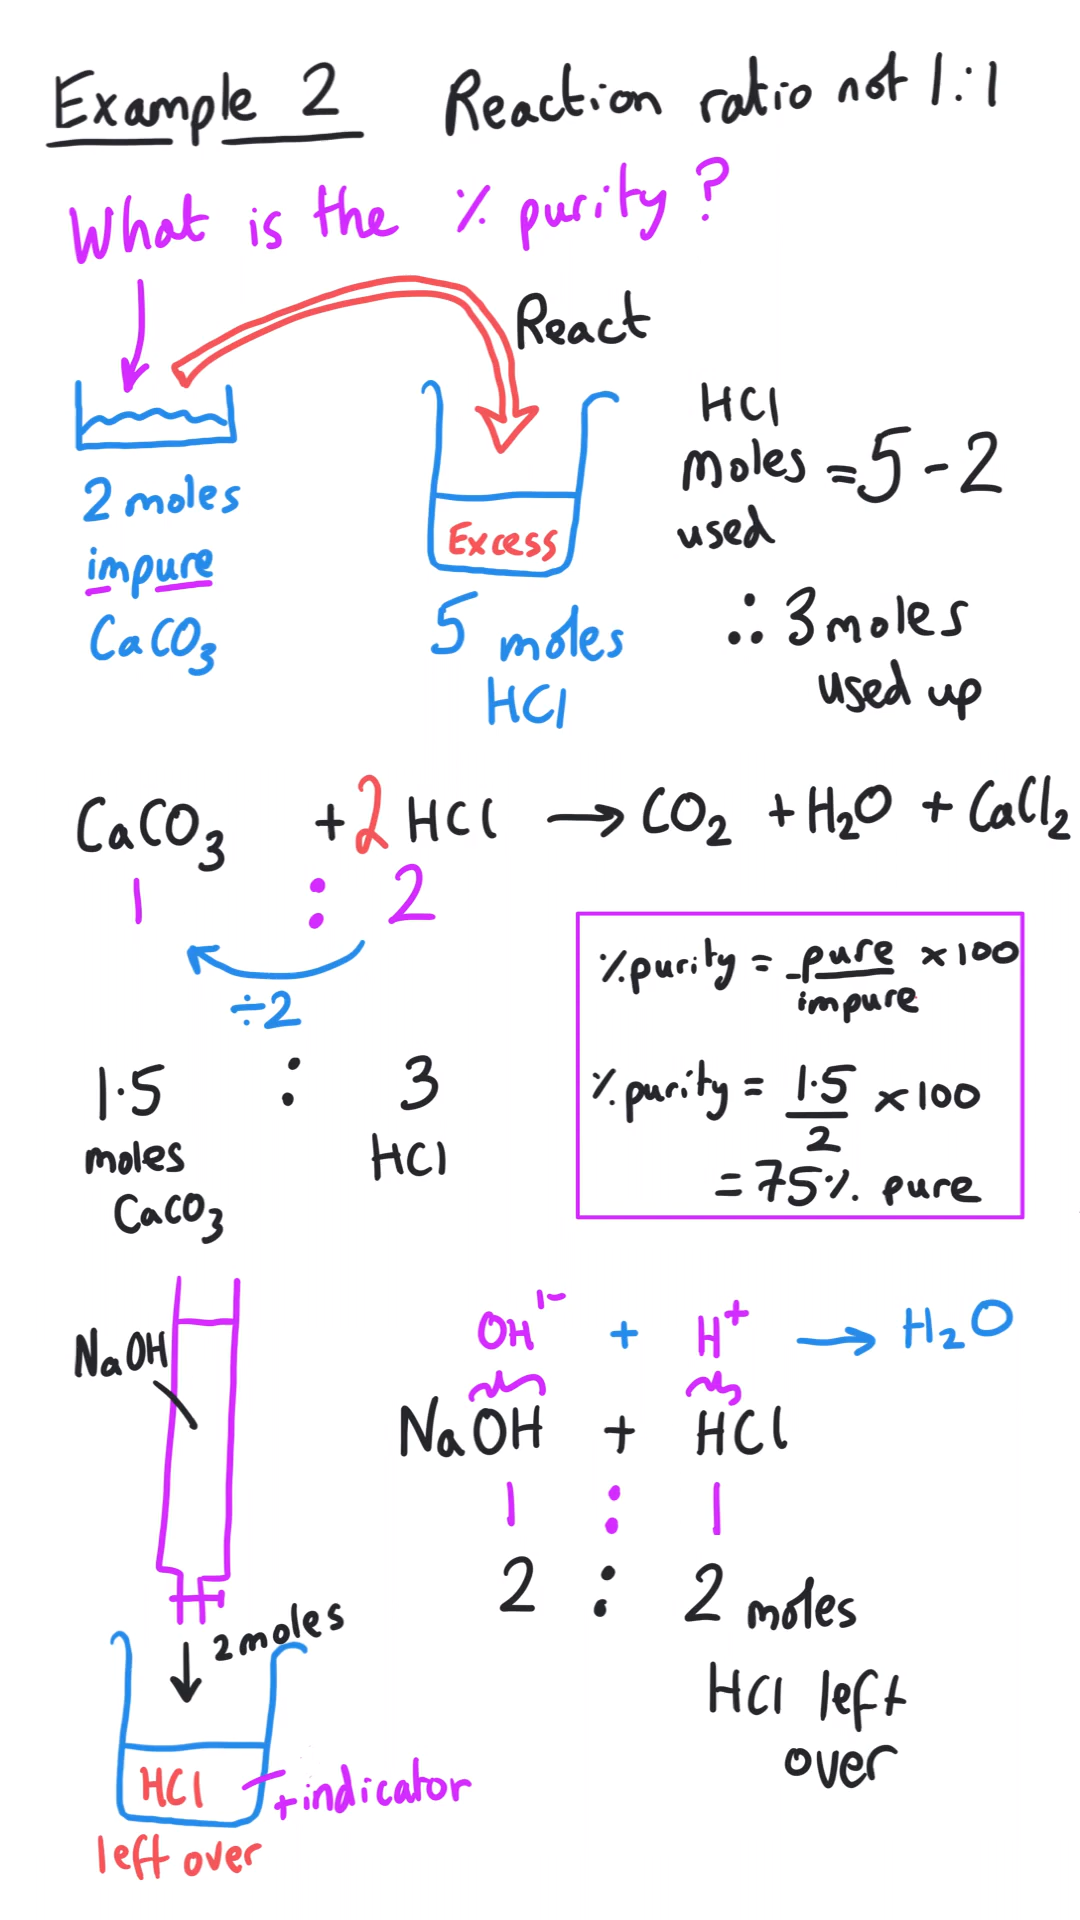 Example 2 Reaction ratio not 1:1
What is the % purity?
React
2 moles
impure
CaCO3
Excess
5 moles
HCl
HCl
moles = 5 - 2
used
∴ 3 moles
used up
CaCO3 + 2 HCl → CO2 + H2O + CaCl2
1 : 2
÷2
1.5 : 3
moles HCl
CaCO3
% purity = pure/impure × 100
% purity = 1.5/2 × 100
= 75% pure
NaOH
2 moles
HCl
+ indicator
left over
OH1- + H+ → H2O
NaOH + HCl
1 : 1
2 : 2 moles
HCl left
over